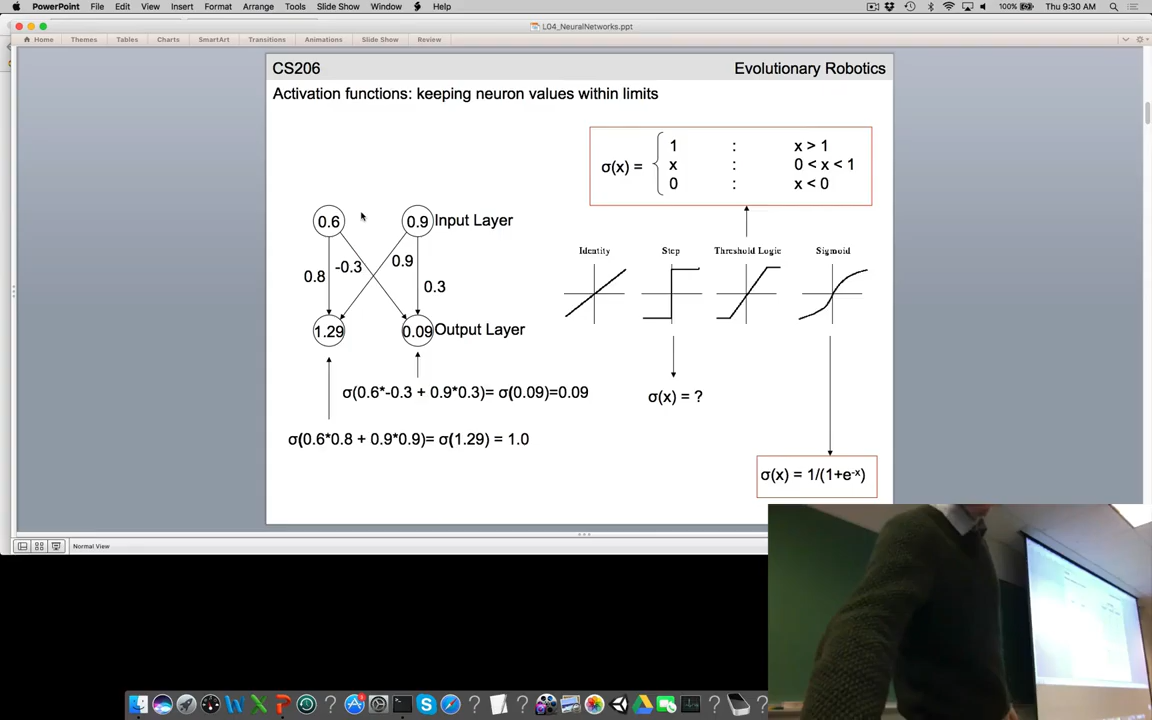 PowerPoint File Edit View Insert Format Arrange Tools Slide Show Window Help 100% Thu 9:30 AM
L04_NeuralNetworks.ppt
Home Themes Tables Charts SmartArt Transitions Animations Slide Show Review
CS206 Evolutionary Robotics
Activation functions: keeping neuron values within limits
σ(x) =
1 : x > 1
x : 0 < x < 1
0 : x < 0
0.6 0.9 Input Layer
Identity Step Threshold Logic Sigmoid
0.8 -0.3 0.9 0.3
1.29 0.09 Output Layer
σ(0.6*-0.3 + 0.9*0.3)= σ(0.09)=0.09
σ(x) = ?
σ(0.6*0.8 + 0.9*0.9)= σ(1.29) = 1.0
σ(x) = 1/(1+e-x)
Normal View